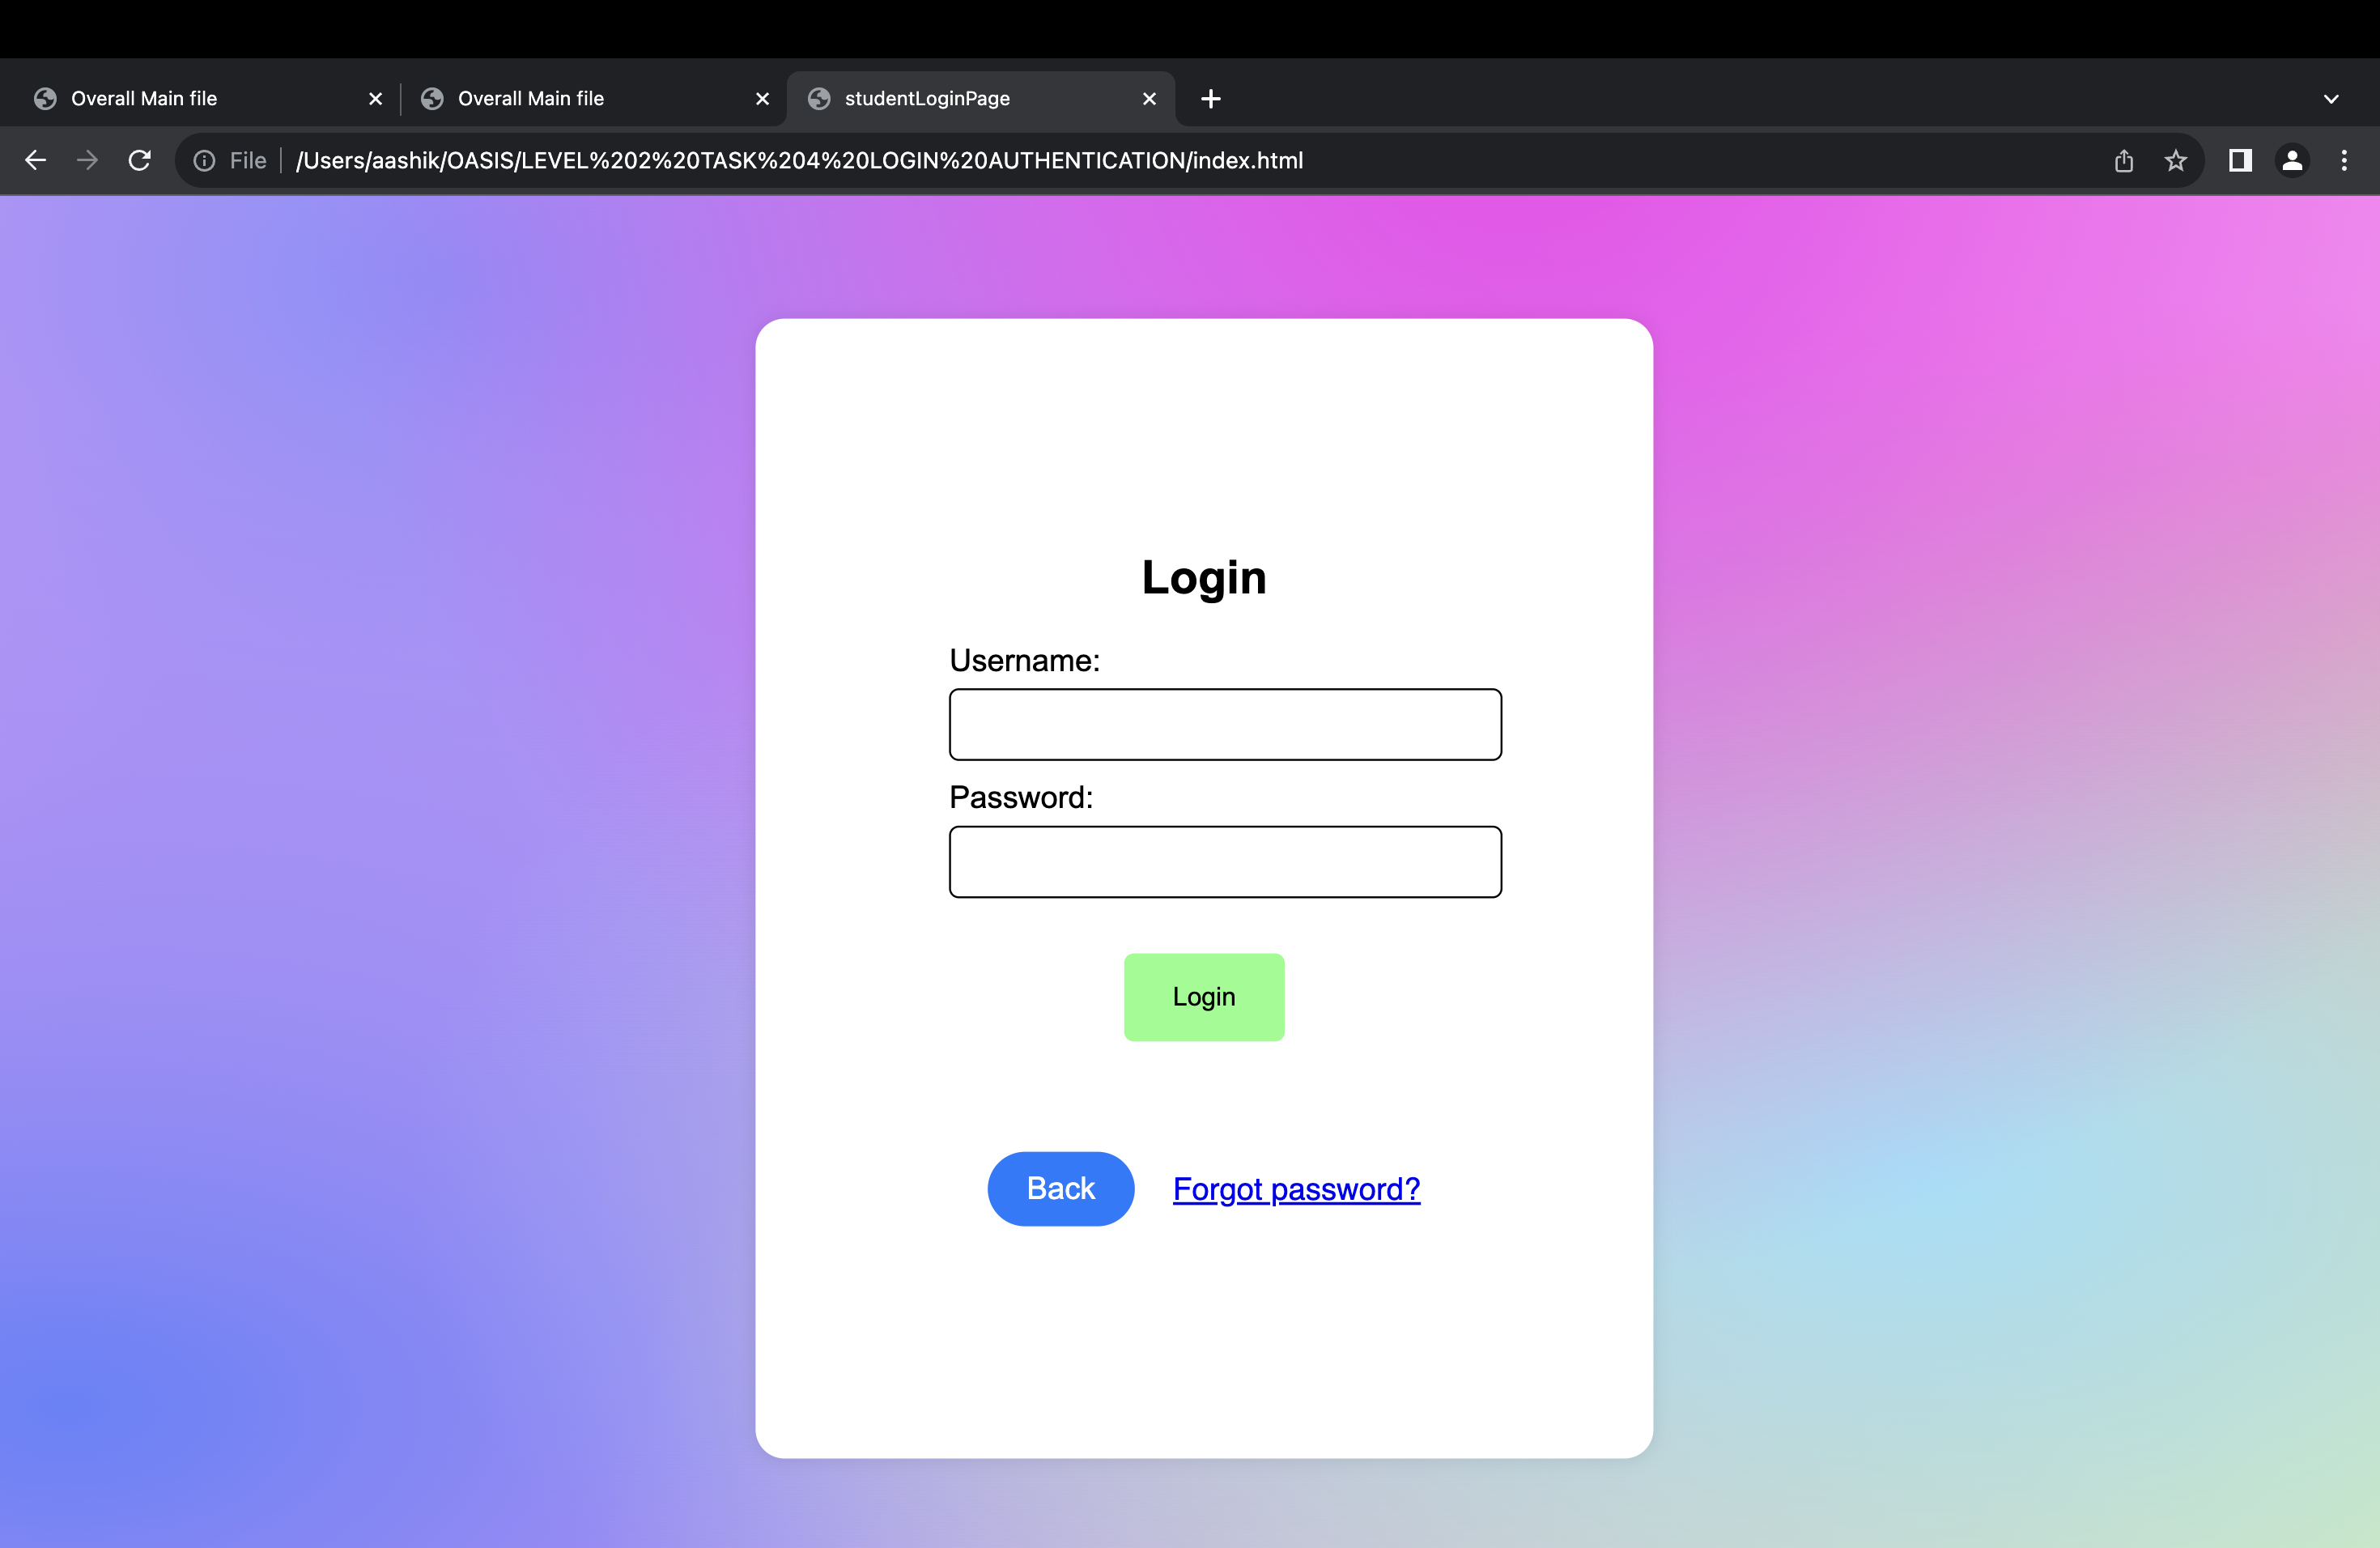 Overall Main file
Overall Main file
studentLoginPage
File /Users/aashik/OASIS/LEVEL%202%20TASK%204%20LOGIN%20AUTHENTICATION/index.html
Login
Username:
Password:
Login
Back Forgot password?